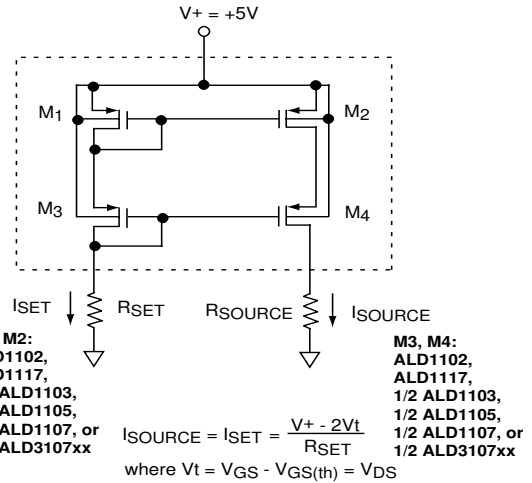 V+ = +5V
M1
M2
M3
M4
ISET
RSET
RSOURCE
ISOURCE
M2:
1102,
1117,
ALD1103,
ALD1105,
ALD1107, or
ALD3107xx
M3, M4:
ALD1102,
ALD1117,
1/2 ALD1103,
1/2 ALD1105,
1/2 ALD1107, or
1/2 ALD3107xx
ISOURCE = ISET = V+ - 2Vt
RSET
where Vt = VGS - VGS(th) = VDS